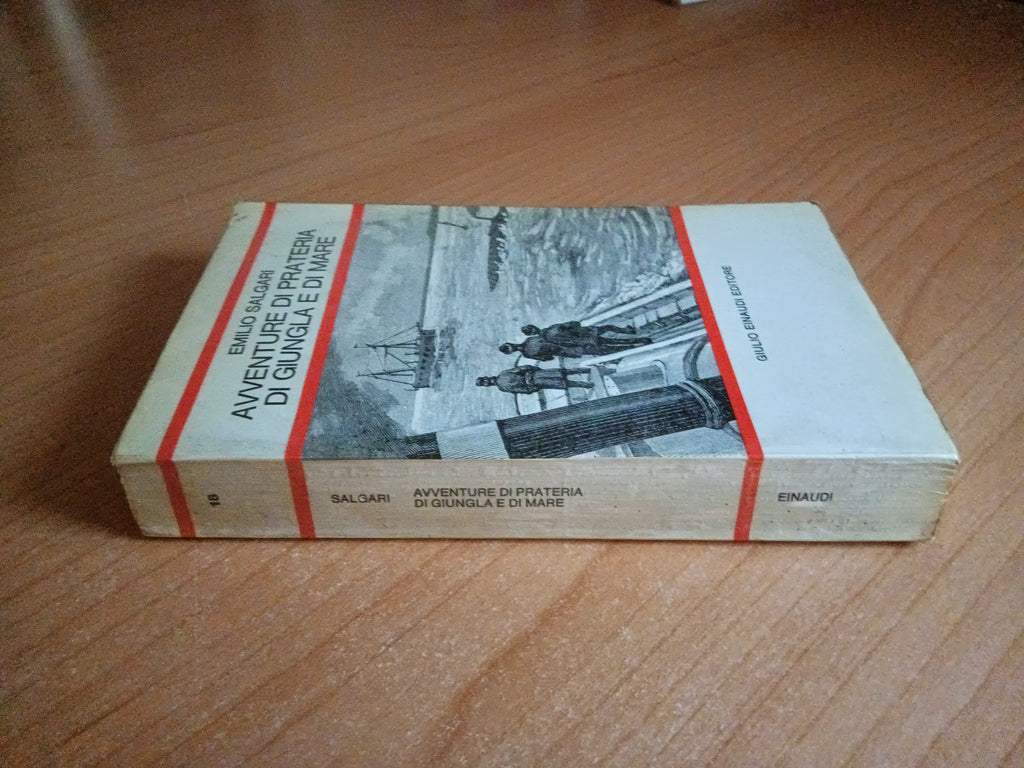 EMILIO SALGARI
AVVENTURE DI PRATERIA
DI GIUNGLA E DI MARE
GIULIO EINAUDI EDITORE
18
SALGARI
AVVENTURE DI PRATERIA
DI GIUNGLA E DI MARE
EINAUDI